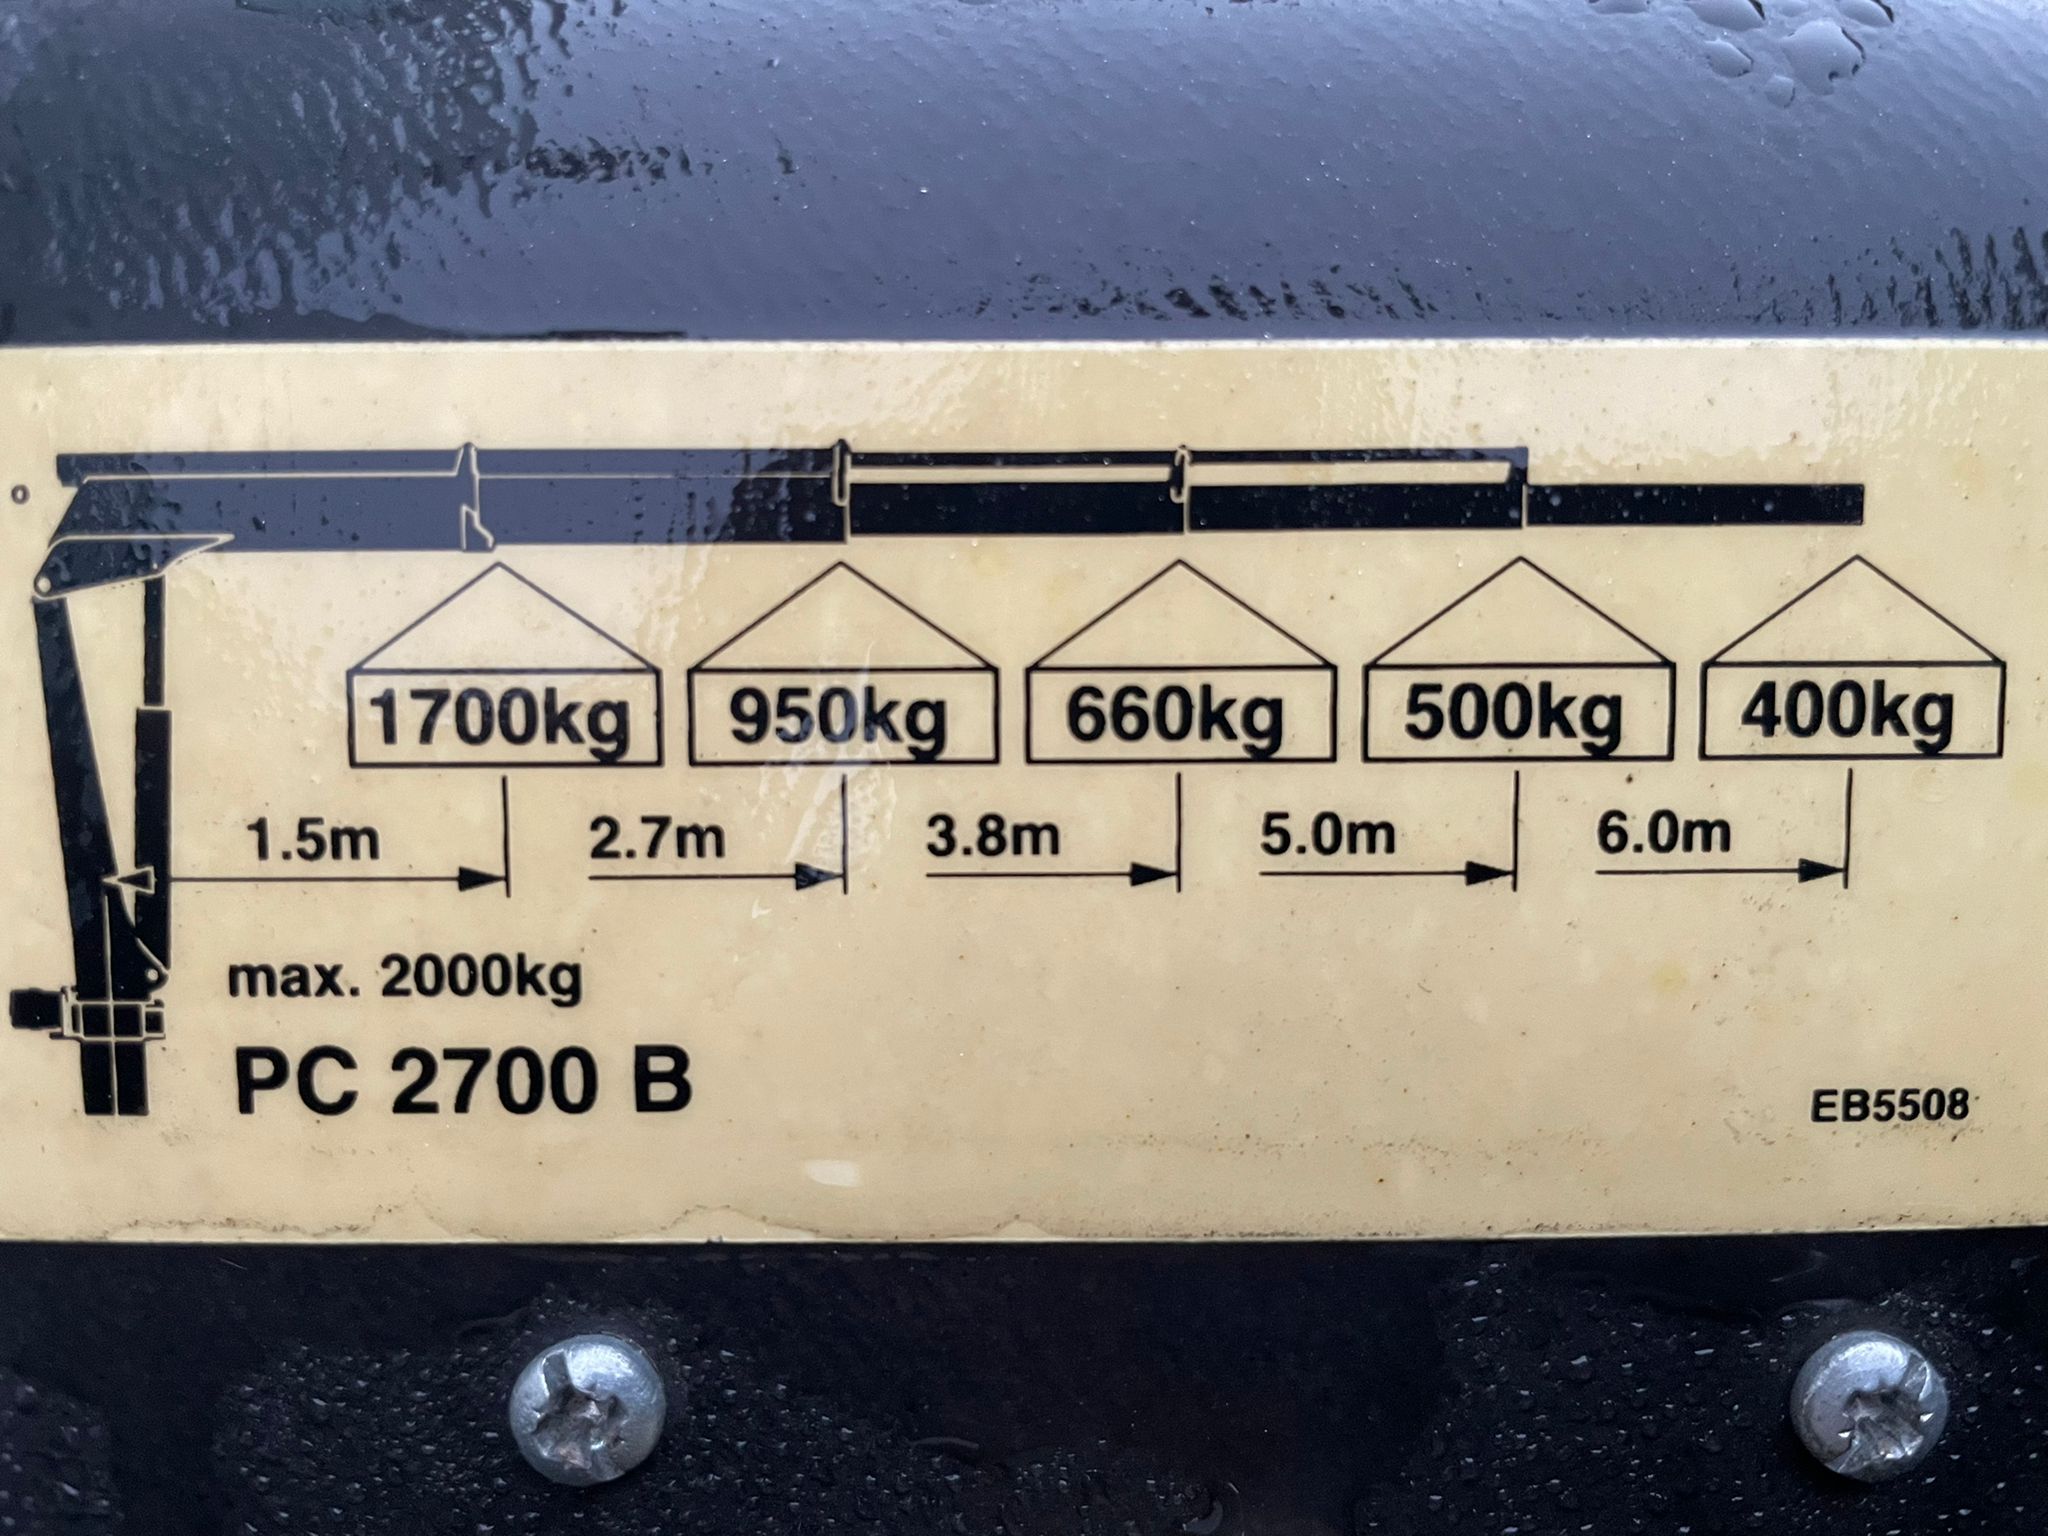 1700kg 950kg 660kg 500kg 400kg
1.5m 2.7m 3.8m 5.0m 6.0m
max. 2000kg
PC 2700 B
EB5508